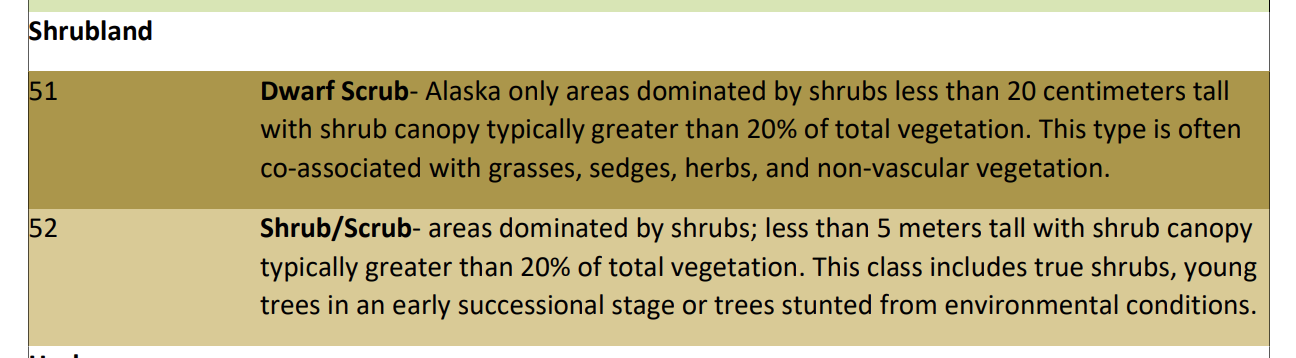 Shrubland
51
Dwarf Scrub- Alaska only areas dominated by shrubs less than 20 centimeters tall
with shrub canopy typically greater than 20% of total vegetation. This type is often
co-associated with grasses, sedges, herbs, and non-vascular vegetation.
52
Shrub/Scrub- areas dominated by shrubs; less than 5 meters tall with shrub canopy
typically greater than 20% of total vegetation. This class includes true shrubs, young
trees in an early successional stage or trees stunted from environmental conditions.